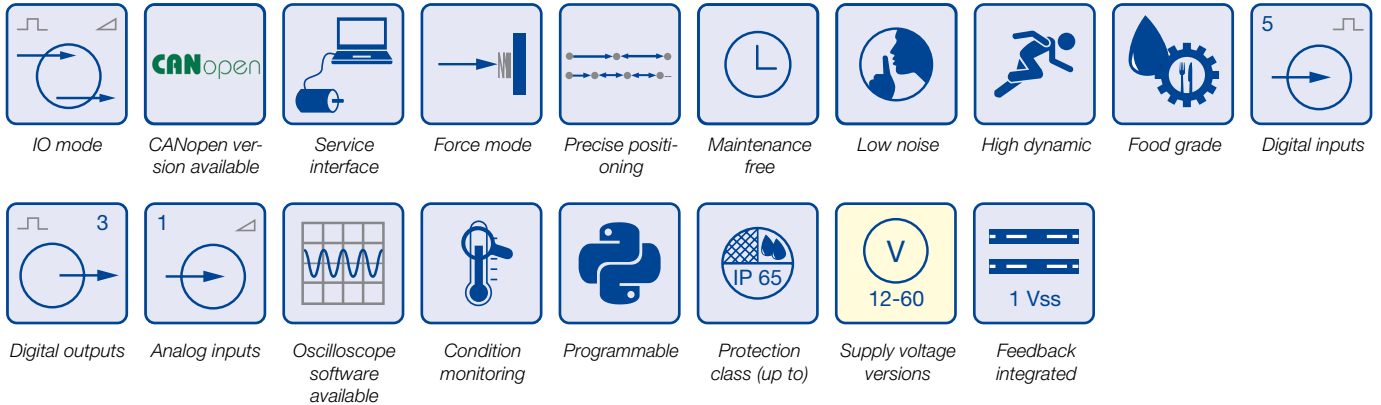 CANopen
5
IO mode
CANopen ver-
sion available
Service
interface
Force mode
Precise positi-
oning
Maintenance
free
Low noise
High dynamic
Food grade
Digital inputs
3
1
IP 65
V
12-60
1 Vss
Digital outputs
Analog inputs
Oscilloscope
software
available
Condition
monitoring
Programmable
Protection
class (up to)
Supply voltage
versions
Feedback
integrated